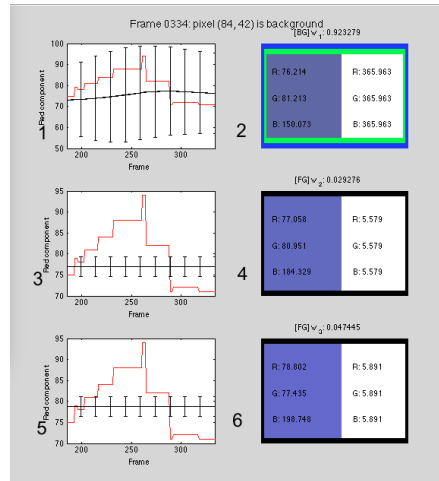 Frame 0334: pixel (84, 42) is background
100
90
80
70
60
50
Red component
200
250
300
Frame
1
[BG] w1: 0.923279
R: 76.214
R: 365.963
G: 81.213
G: 365.963
B: 150.073
B: 365.963
2
95
90
85
80
75
70
Red component
200
250
300
Frame
3
[FG] w2: 0.029276
R: 77.058
R: 5.579
G: 80.951
G: 5.579
B: 184.329
B: 5.579
4
95
90
85
80
75
70
Red component
200
250
300
Frame
5
[FG] w3: 0.047445
R: 78.802
R: 5.891
G: 77.435
G: 5.891
B: 198.748
B: 5.891
6